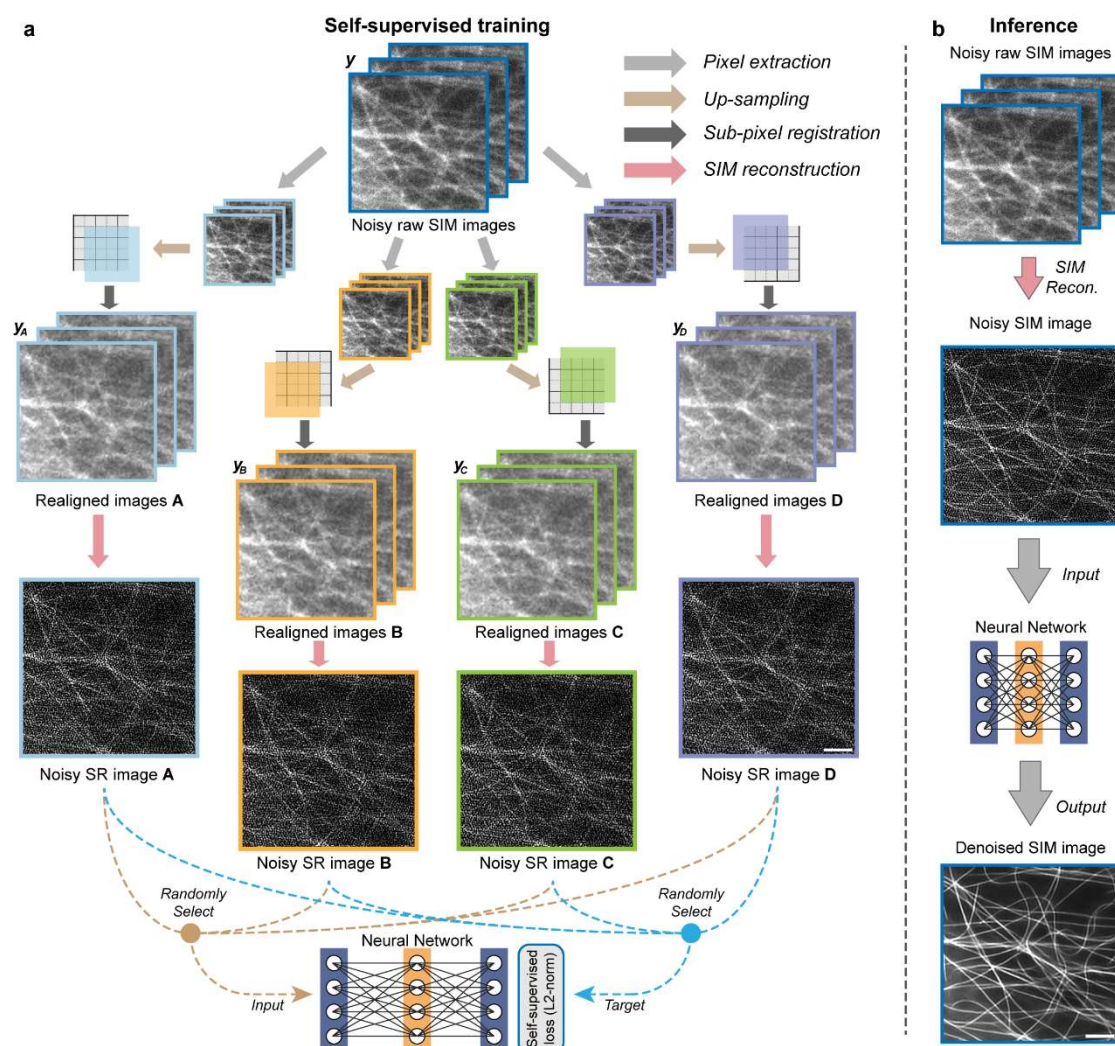 a
Self-supervised training
y
Pixel extraction
Up-sampling
Sub-pixel registration
SIM reconstruction
Noisy raw SIM images
yA
yD
Realigned images A
Realigned images D
yB
yC
Realigned images B
Realigned images C
Noisy SR image A
Noisy SR image D
Noisy SR image B
Noisy SR image C
Randomly
Select
Randomly
Select
Neural Network
Input
Self-supervised
loss (L2-norm)
Target
b
Inference
Noisy raw SIM images
SIM
Recon.
Noisy SIM image
Input
Neural Network
Output
Denoised SIM image